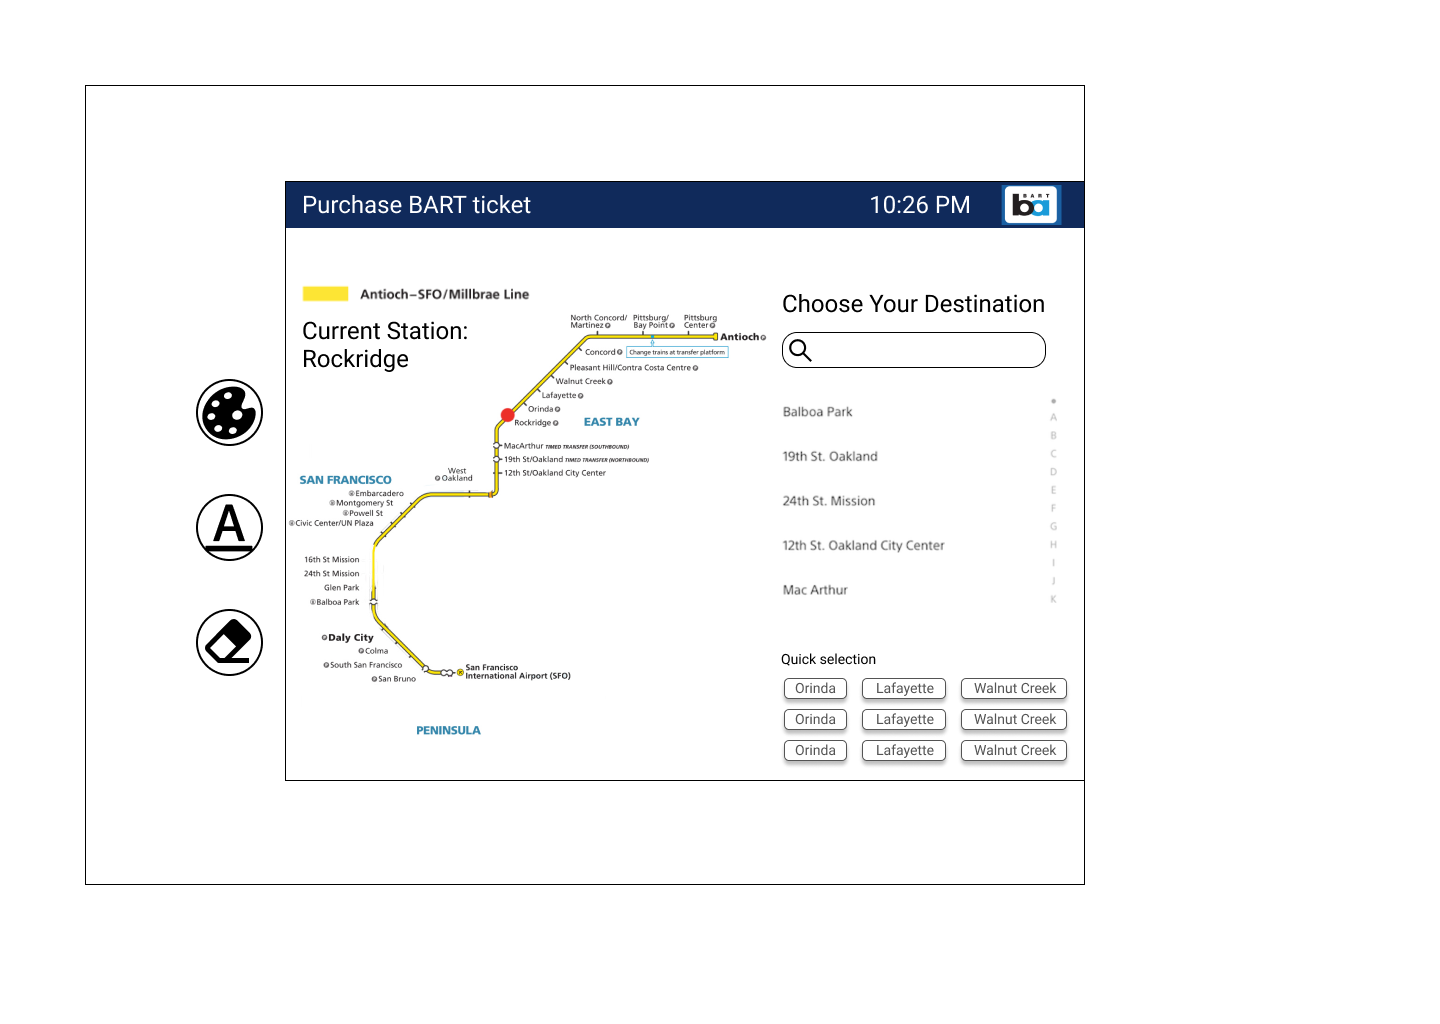 Purchase BART ticket
10:26 PM
BART
ba
Antioch–SFO/Millbrae Line
Current Station:
Rockridge
North Concord/
Martinez
Pittsburg/
Bay Point
Pittsburg
Center
Antioch
Change trains at transfer platform
Concord
Pleasant Hill/Contra Costa Centre
Walnut Creek
Lafayette
Orinda
Rockridge
EAST BAY
MacArthur TIMED TRANSFER (SOUTHBOUND)
19th St/Oakland TIMED TRANSFER (NORTHBOUND)
12th St/Oakland City Center
West
Oakland
SAN FRANCISCO
Embarcadero
Montgomery St
Powell St
Civic Center/UN Plaza
16th St Mission
24th St Mission
Glen Park
Balboa Park
Daly City
Colma
South San Francisco
San Bruno
San Francisco
International Airport (SFO)
PENINSULA
A
Choose Your Destination
Balboa Park
19th St. Oakland
24th St. Mission
12th St. Oakland City Center
Mac Arthur
A
B
C
D
E
F
G
H
I
J
K
Quick selection
Orinda Lafayette Walnut Creek
Orinda Lafayette Walnut Creek
Orinda Lafayette Walnut Creek